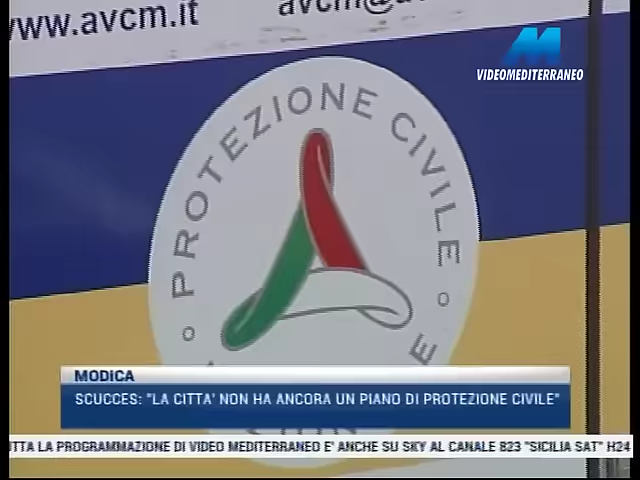 www.avcm.it
VIDEOMEDITERRANEO
PROTEZIONE CIVILE
MODICA
SCUCCES: "LA CITTA' NON HA ANCORA UN PIANO DI PROTEZIONE CIVILE"
TTA LA PROGRAMMAZIONE DI VIDEO MEDITERRANEO E' ANCHE SU SKY AL CANALE 823 "SICILIA SAT" H24